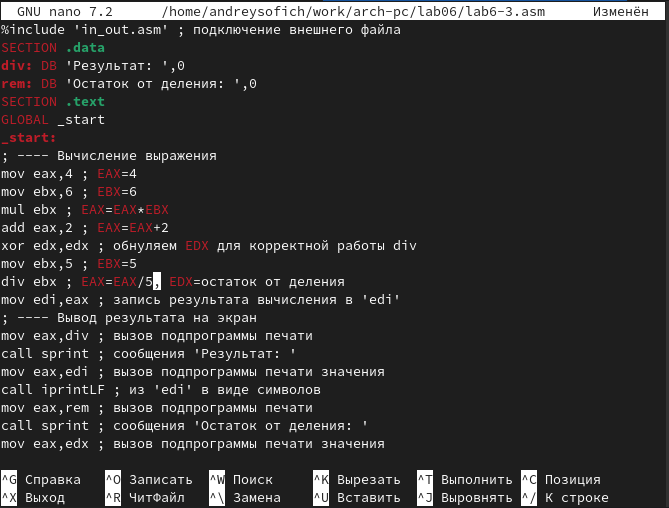 GNU nano 7.2 /home/andreysofich/work/arch-pc/lab06/lab6-3.asm Изменён
%include 'in_out.asm' ; подключение внешнего файла
SECTION .data
div: DB 'Результат: ',0
rem: DB 'Остаток от деления: ',0
SECTION .text
GLOBAL _start
_start:
; ---- Вычисление выражения
mov eax,4 ; EAX=4
mov ebx,6 ; EBX=6
mul ebx ; EAX=EAX*EBX
add eax,2 ; EAX=EAX+2
xor edx,edx ; обнуляем EDX для корректной работы div
mov ebx,5 ; EBX=5
div ebx ; EAX=EAX/5, EDX=остаток от деления
mov edi,eax ; запись результата вычисления в 'edi'
; ---- Вывод результата на экран
mov eax,div ; вызов подпрограммы печати
call sprint ; сообщения 'Результат: '
mov eax,edi ; вызов подпрограммы печати значения
call iprintLF ; из 'edi' в виде символов
mov eax,rem ; вызов подпрограммы печати
call sprint ; сообщения 'Остаток от деления: '
mov eax,edx ; вызов подпрограммы печати значения
^G Справка ^O Записать ^W Поиск ^K Вырезать ^T Выполнить ^C Позиция
^X Выход ^R ЧитФайл ^\ Замена ^U Вставить ^J Выровнять ^/ К строке